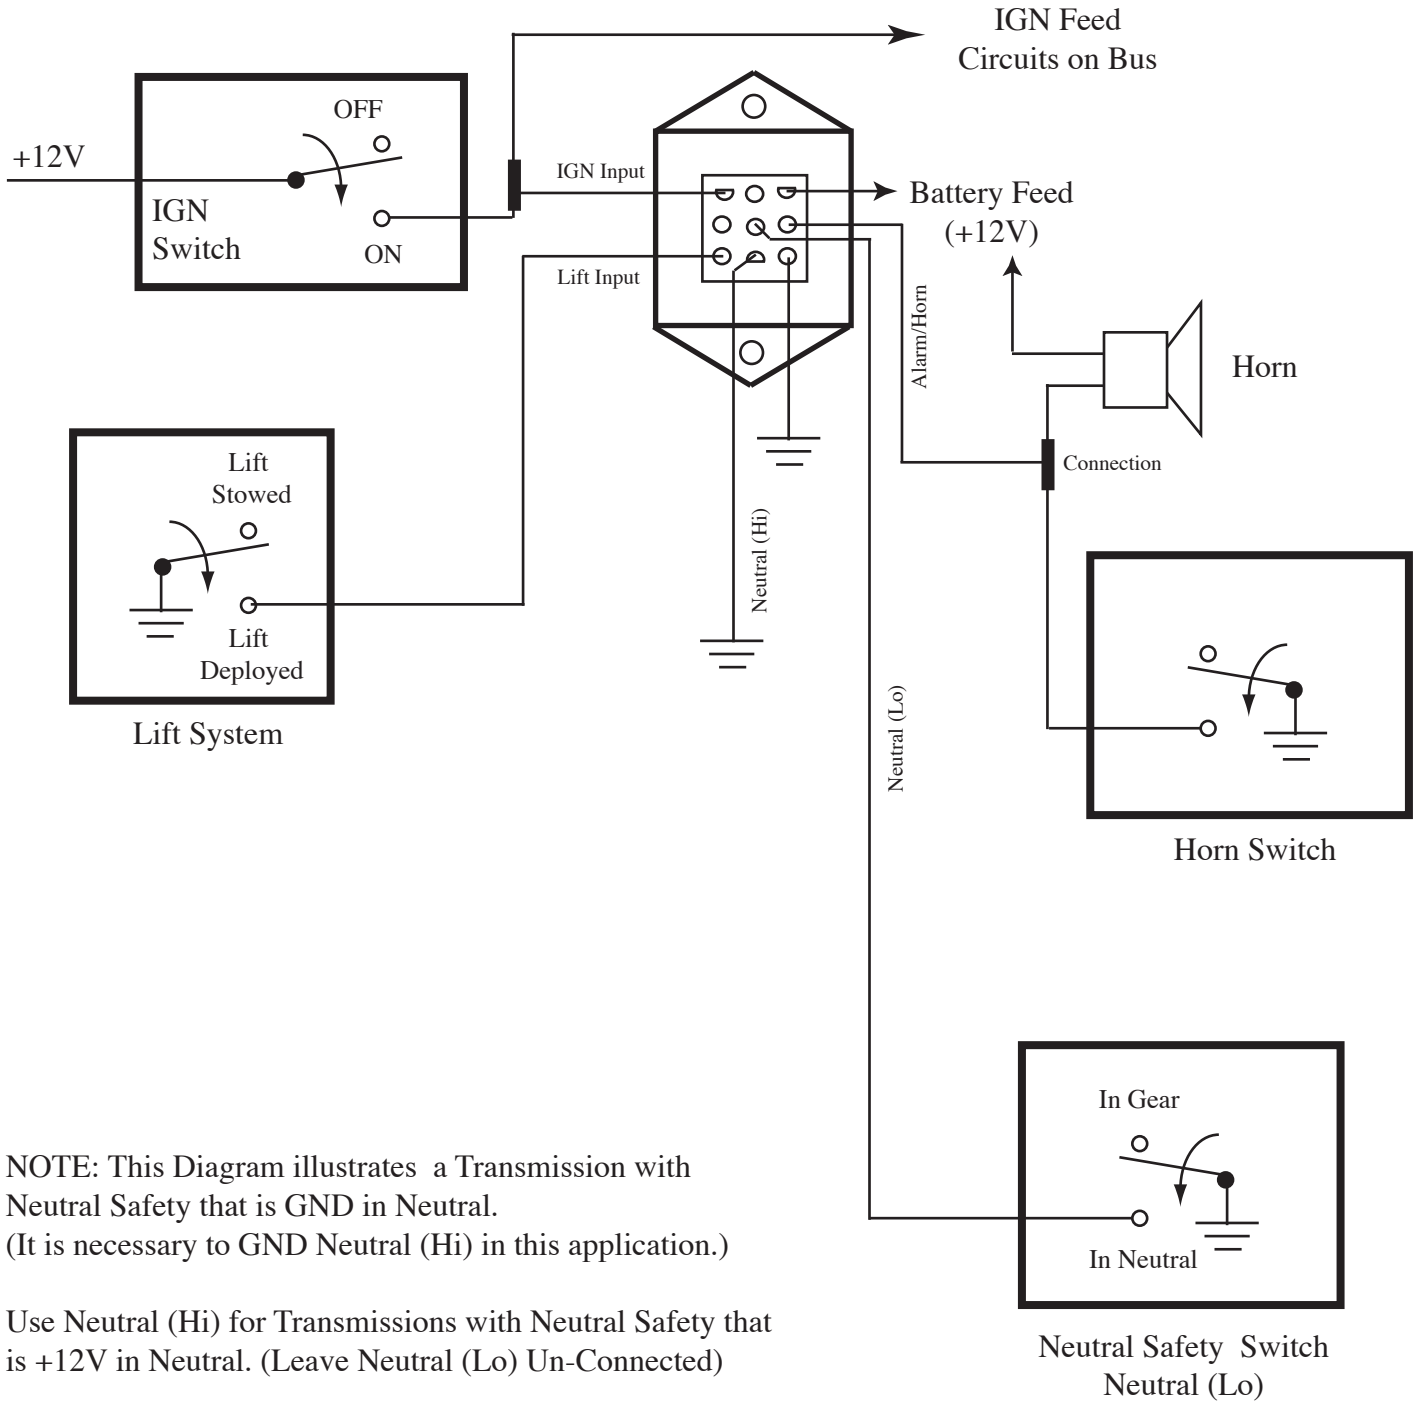 IGN Feed
Circuits on Bus
OFF
+12V
IGN
Switch
ON
IGN Input
Lift Input
Battery Feed
(+12V)
Alarm/Horn
Horn
Connection
Lift
Stowed
Lift
Deployed
Lift System
Neutral (Hi)
Neutral (Lo)
Horn Switch
In Gear
In Neutral
Neutral Safety  Switch
Neutral (Lo)
NOTE: This Diagram illustrates  a Transmission with
Neutral Safety that is GND in Neutral.
(It is necessary to GND Neutral (Hi) in this application.)
Use Neutral (Hi) for Transmissions with Neutral Safety that
is +12V in Neutral. (Leave Neutral (Lo) Un-Connected)